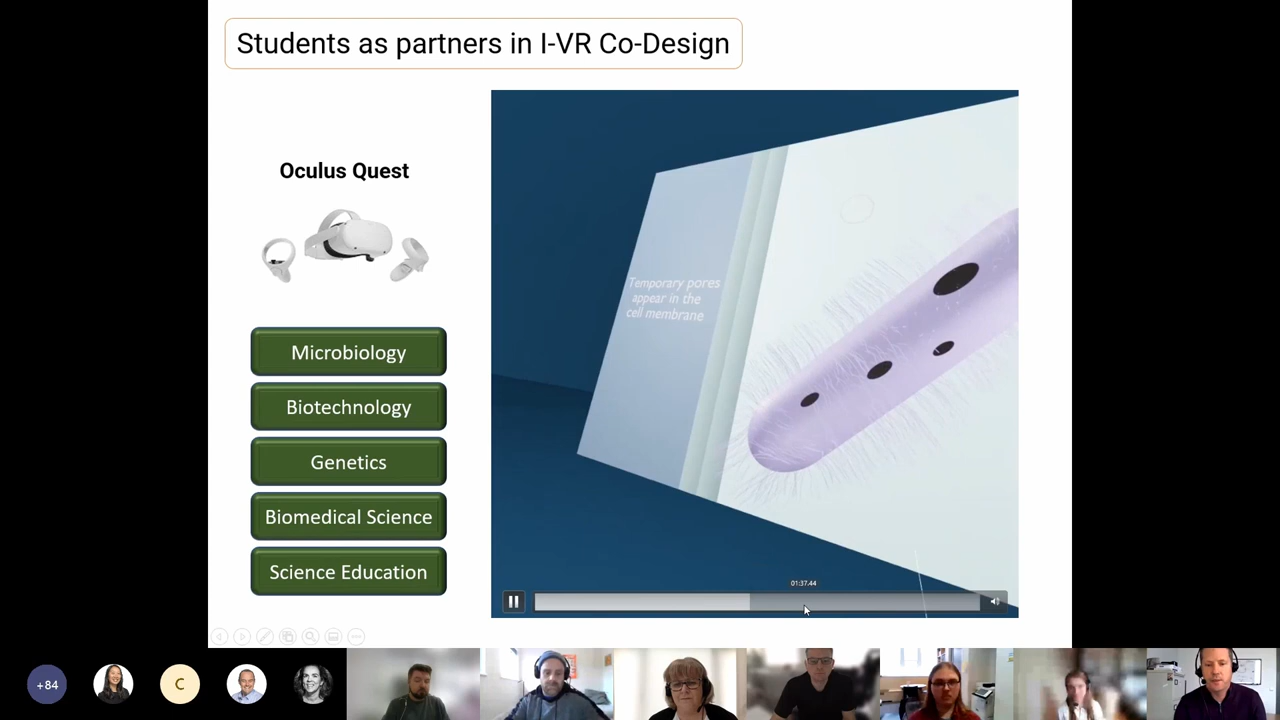 Students as partners in I-VR Co-Design
Oculus Quest
Microbiology
Biotechnology
Genetics
Biomedical Science
Science Education
Temporary pores
appear in the
cell membrane
01:37.44
+84
C